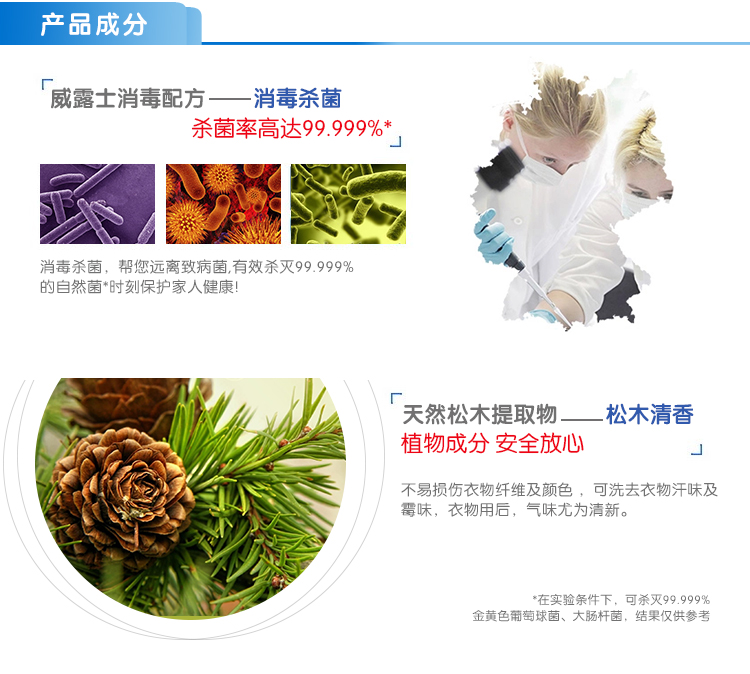 产品成分
威露士消毒配方——消毒杀菌
杀菌率高达99.999%*
消毒杀菌，帮您远离致病菌,有效杀灭99.999%
的自然菌*时刻保护家人健康!
天然松木提取物——松木清香
植物成分 安全放心
不易损伤衣物纤维及颜色，可洗去衣物汗味及
霉味，衣物用后，气味尤为清新。
*在实验条件下，可杀灭99.999%
金黄色葡萄球菌、大肠杆菌，结果仅供参考